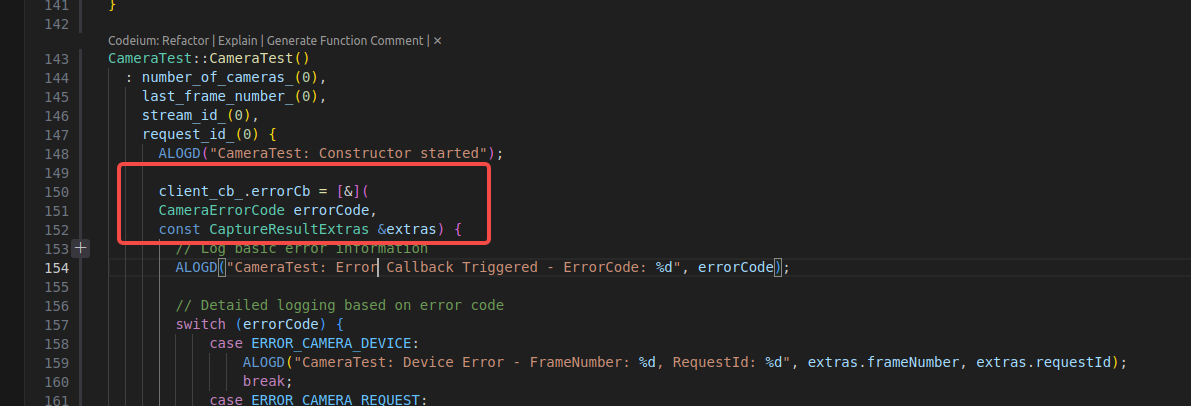 141 }
142
Codeium: Refactor | Explain | Generate Function Comment | ✕
143 CameraTest::CameraTest()
144 : number_of_cameras_(0),
145 last_frame_number_(0),
146 stream_id_(0),
147 request_id_(0) {
148 ALOGD("CameraTest: Constructor started");
149
150 client_cb_.errorCb = [&](
151 CameraErrorCode errorCode,
152 const CaptureResultExtras &extras) {
153 // Log basic error information
154 ALOGD("CameraTest: Error Callback Triggered - ErrorCode: %d", errorCode);
155
156 // Detailed logging based on error code
157 switch (errorCode) {
158 case ERROR_CAMERA_DEVICE:
159 ALOGD("CameraTest: Device Error - FrameNumber: %d, RequestId: %d", extras.frameNumber, extras.requestId);
160 break;
161 case ERROR_CAMERA_REQUEST: